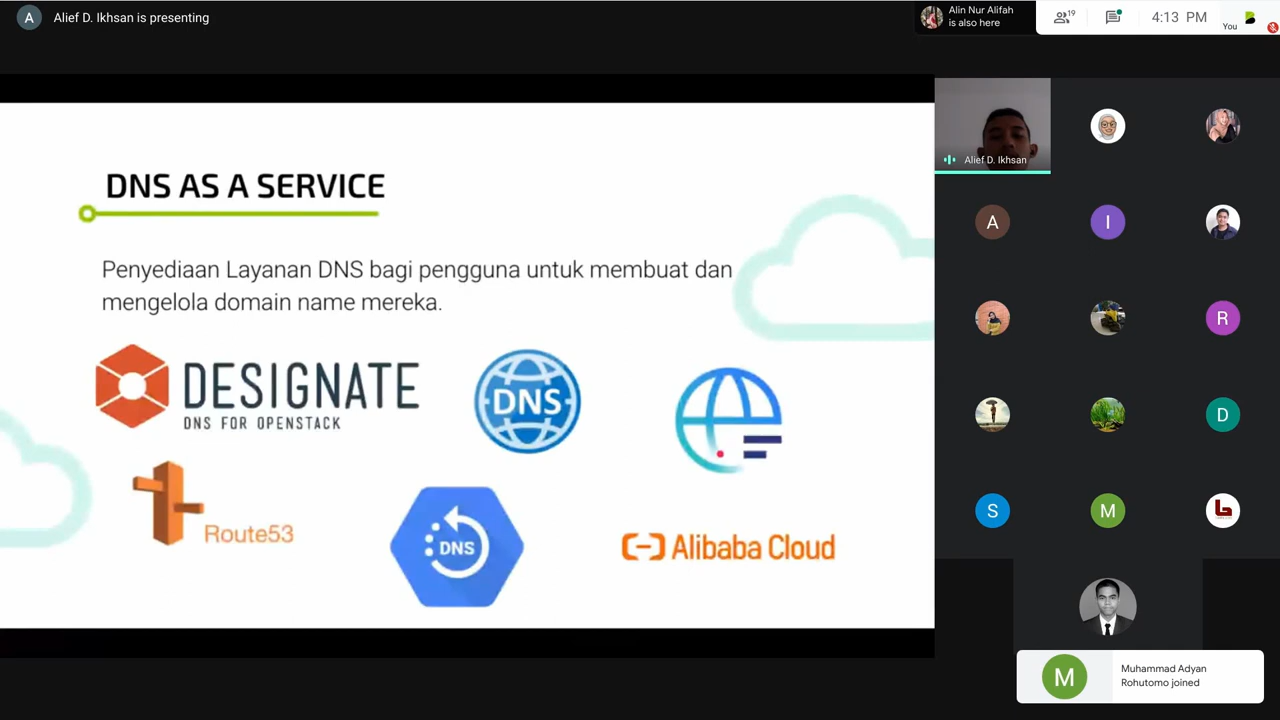 A
Alief D. Ikhsan is presenting
Alin Nur Alifah
is also here
19
4:13 PM
You
DNS AS A SERVICE
Penyediaan Layanan DNS bagi pengguna untuk membuat dan
mengelola domain name mereka.
DESIGNATE
DNS FOR OPENSTACK
DNS
Route53
DNS
Alibaba Cloud
Alief D. Ikhsan
A
I
R
D
S
M
M
Muhammad Adyan
Rohutomo joined